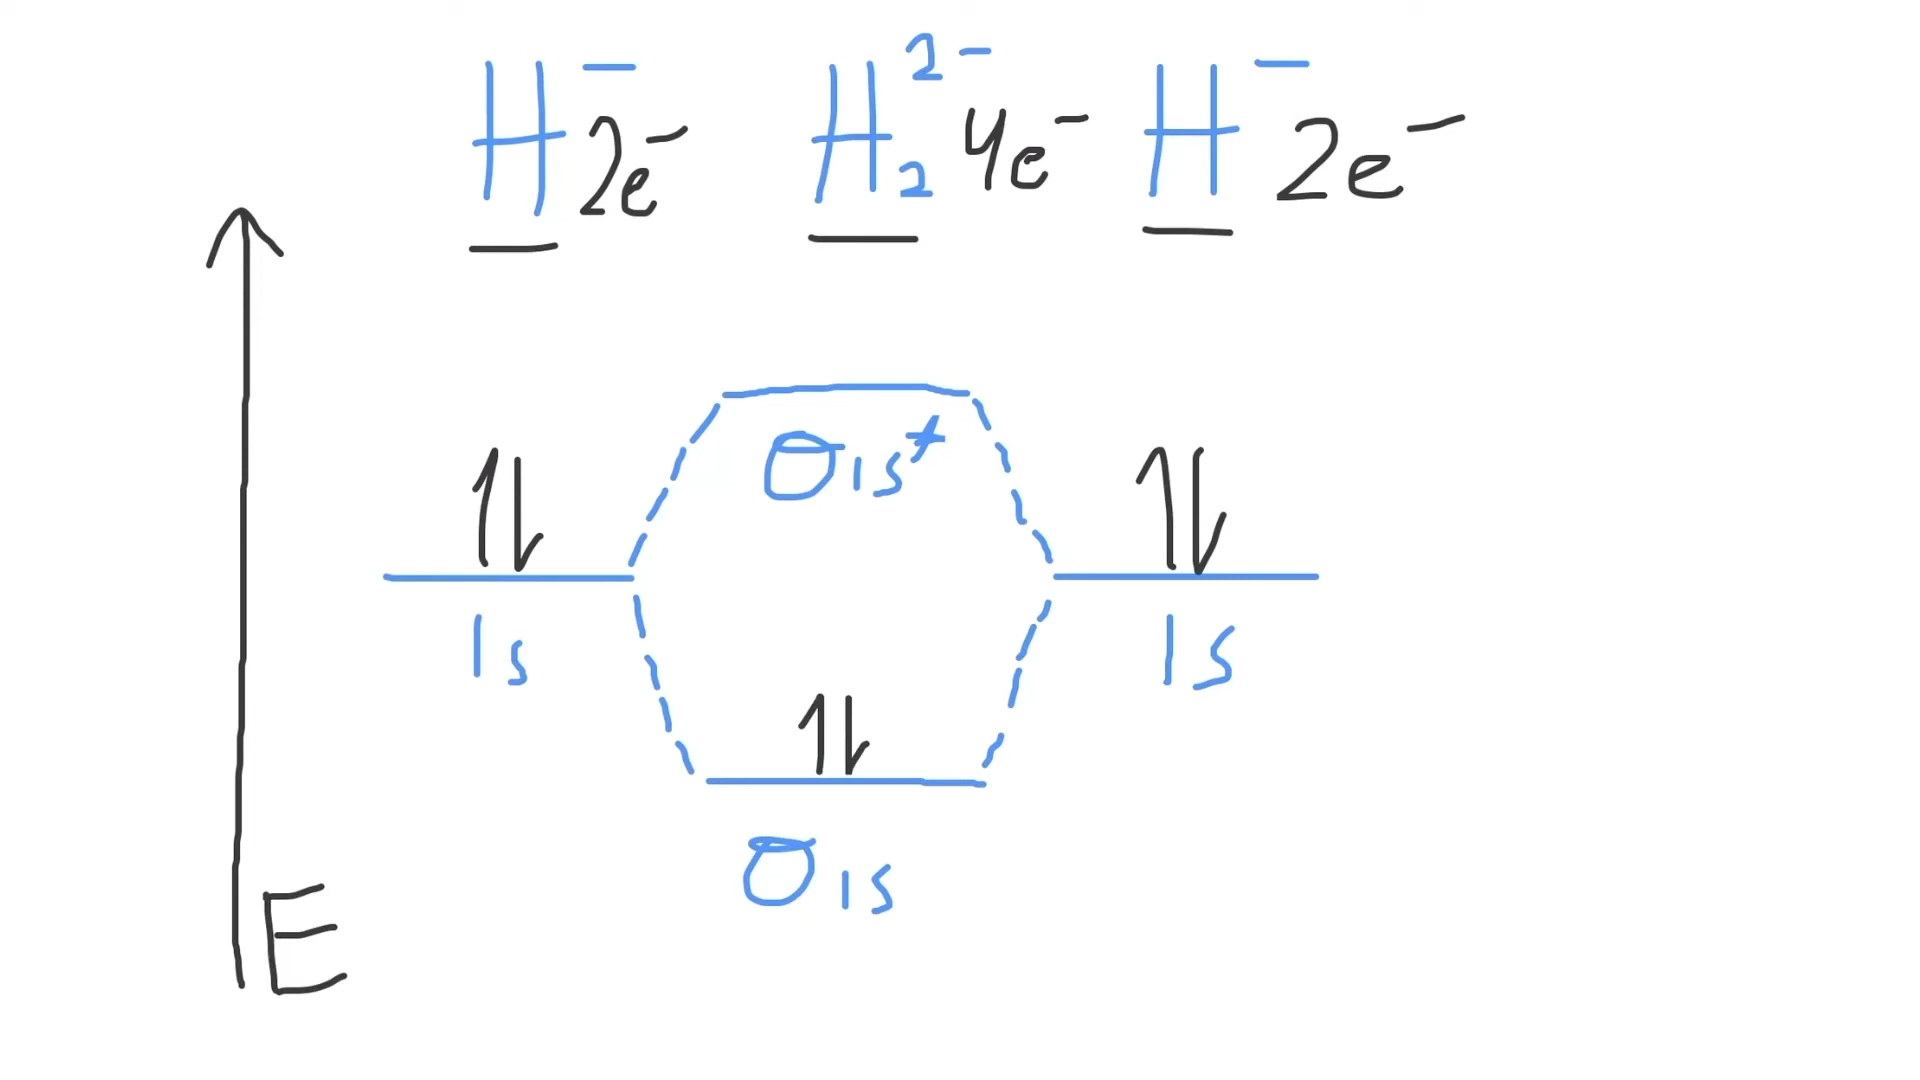 H⁻ 2e⁻ H₂²⁻ 4e⁻ H⁻ 2e⁻
σ1s*
1s 1s
σ1s
E